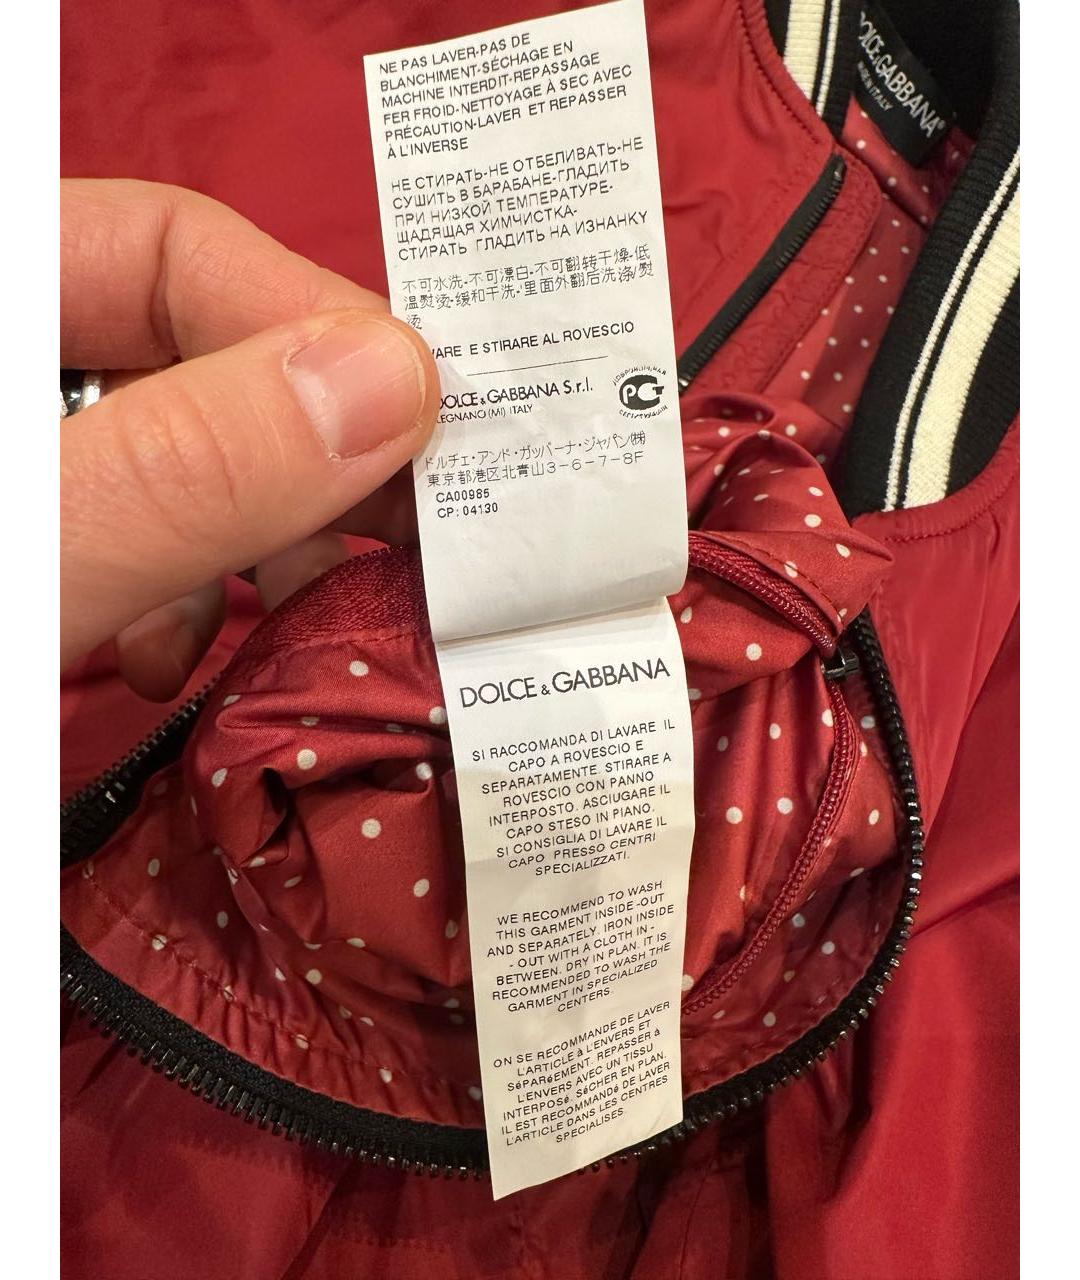 NE PAS LAVER-PAS DE
BLANCHIMENT-SÉCHAGE EN
MACHINE INTERDIT-REPASSAGE
FER FROID-NETTOYAGE À SEC AVEC
PRÉCAUTION-LAVER ET REPASSER
À L'INVERSE
НЕ СТИРАТЬ-НЕ ОТБЕЛИВАТЬ-НЕ
СУШИТЬ В БАРАБАНЕ-ГЛАДИТЬ
ПРИ НИЗКОЙ ТЕМПЕРАТУРЕ-
ЩАДЯЩАЯ ХИМЧИСТКА-
СТИРАТЬ ГЛАДИТЬ НА ИЗНАНКУ
不可水洗-不可漂白-不可翻转干燥-低
温熨烫-缓和干洗-'里面外翻后洗涤/熨
烫
VARE E STIRARE AL ROVESCIO
DOLCE & GABBANA S.r.l.
LEGNANO (MI) ITALY
ドルチェ・アンド・ガッバーナ・ジャパン㈱
東京都港区北青山3-6-7-8F
CA00985
CP: 04130
DOLCE & GABBANA
SI RACCOMANDA DI LAVARE IL
CAPO A ROVESCIO E
SEPARATAMENTE. STIRARE A
ROVESCIO CON PANNO
INTERPOSTO. ASCIUGARE IL
CAPO STESO IN PIANO.
SI CONSIGLIA DI LAVARE IL
CAPO PRESSO CENTRI
SPECIALIZZATI.
WE RECOMMEND TO WASH
THIS GARMENT INSIDE -OUT
AND SEPARATELY. IRON INSIDE
- OUT WITH A CLOTH IN -
BETWEEN. DRY IN PLAN. IT IS
RECOMMENDED TO WASH THE
GARMENT IN SPECIALIZED
CENTERS.
ON SE RECOMMANDE DE LAVER
L'ARTICLE à L'ENVERS ET
SéPARéEMENT. REPASSER à
L'ENVERS AVEC UN TISSU
INTERPOSé. SéCHER EN PLAN.
IL EST RECOMMANDé DE LAVER
L'ARTICLE DANS LES CENTRES
SPECIALISES.
DOLCE & GABBANA®
MADE IN ITALY